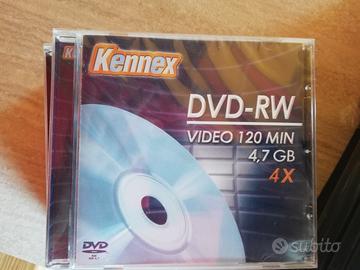 Kennex
DVD-RW
VIDEO 120 MIN
4,7 GB
4X
DVD
subito